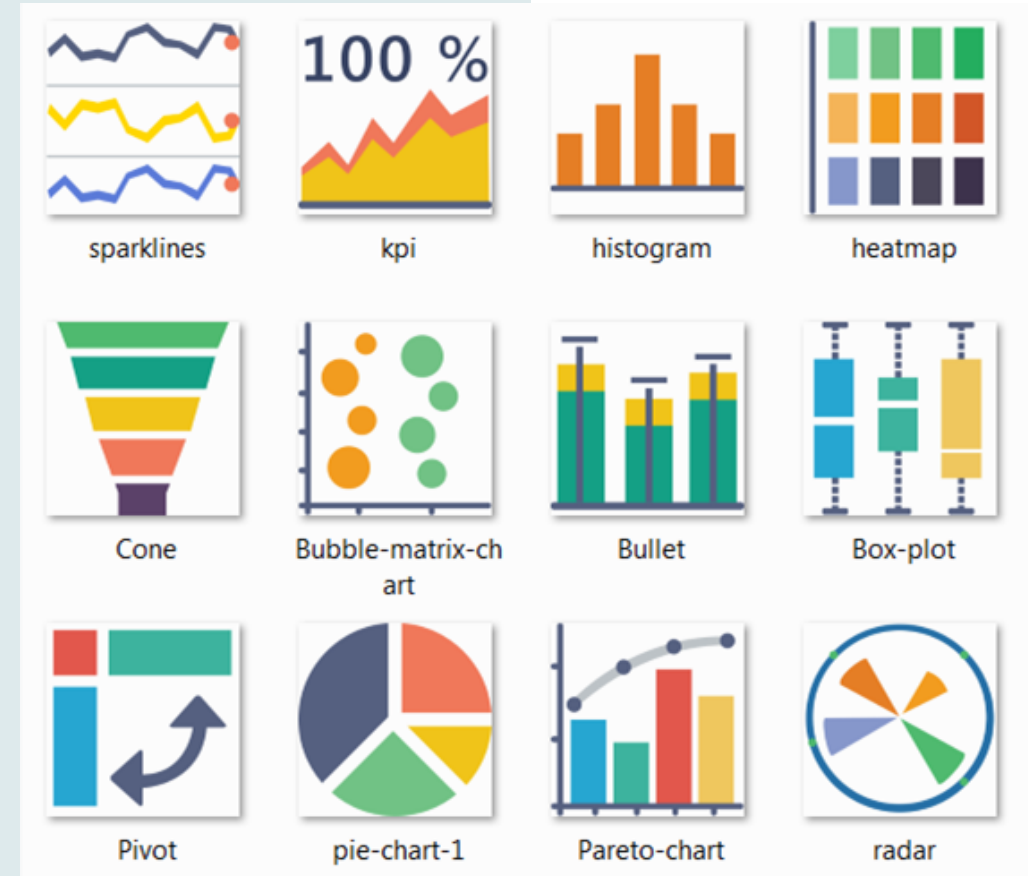 100 %
sparklines
kpi
histogram
heatmap
Cone
Bubble-matrix-ch
art
Bullet
Box-plot
Pivot
pie-chart-1
Pareto-chart
radar